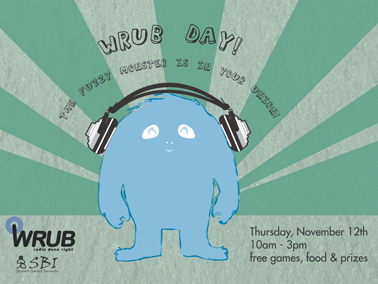 WRUB DAY!
THE FUZZY MONSTER IS IN YOUR UNION!
WRUB
radio done right
SBI
Thursday, November 12th
10am - 3pm
free games, food & prizes